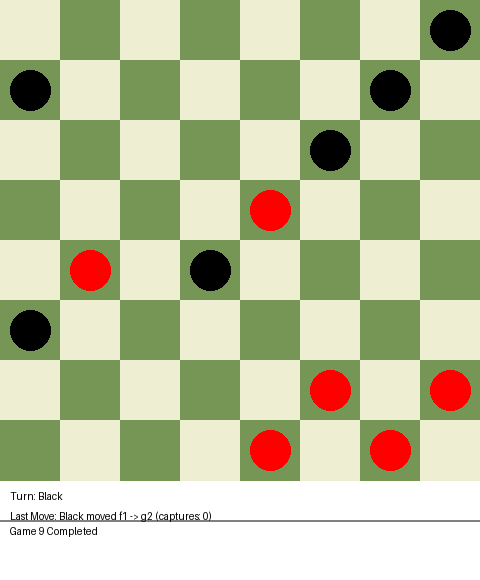 Turn: Black
Last Move: Black moved f1 -> g2 (captures: 0)
Game 9 Completed